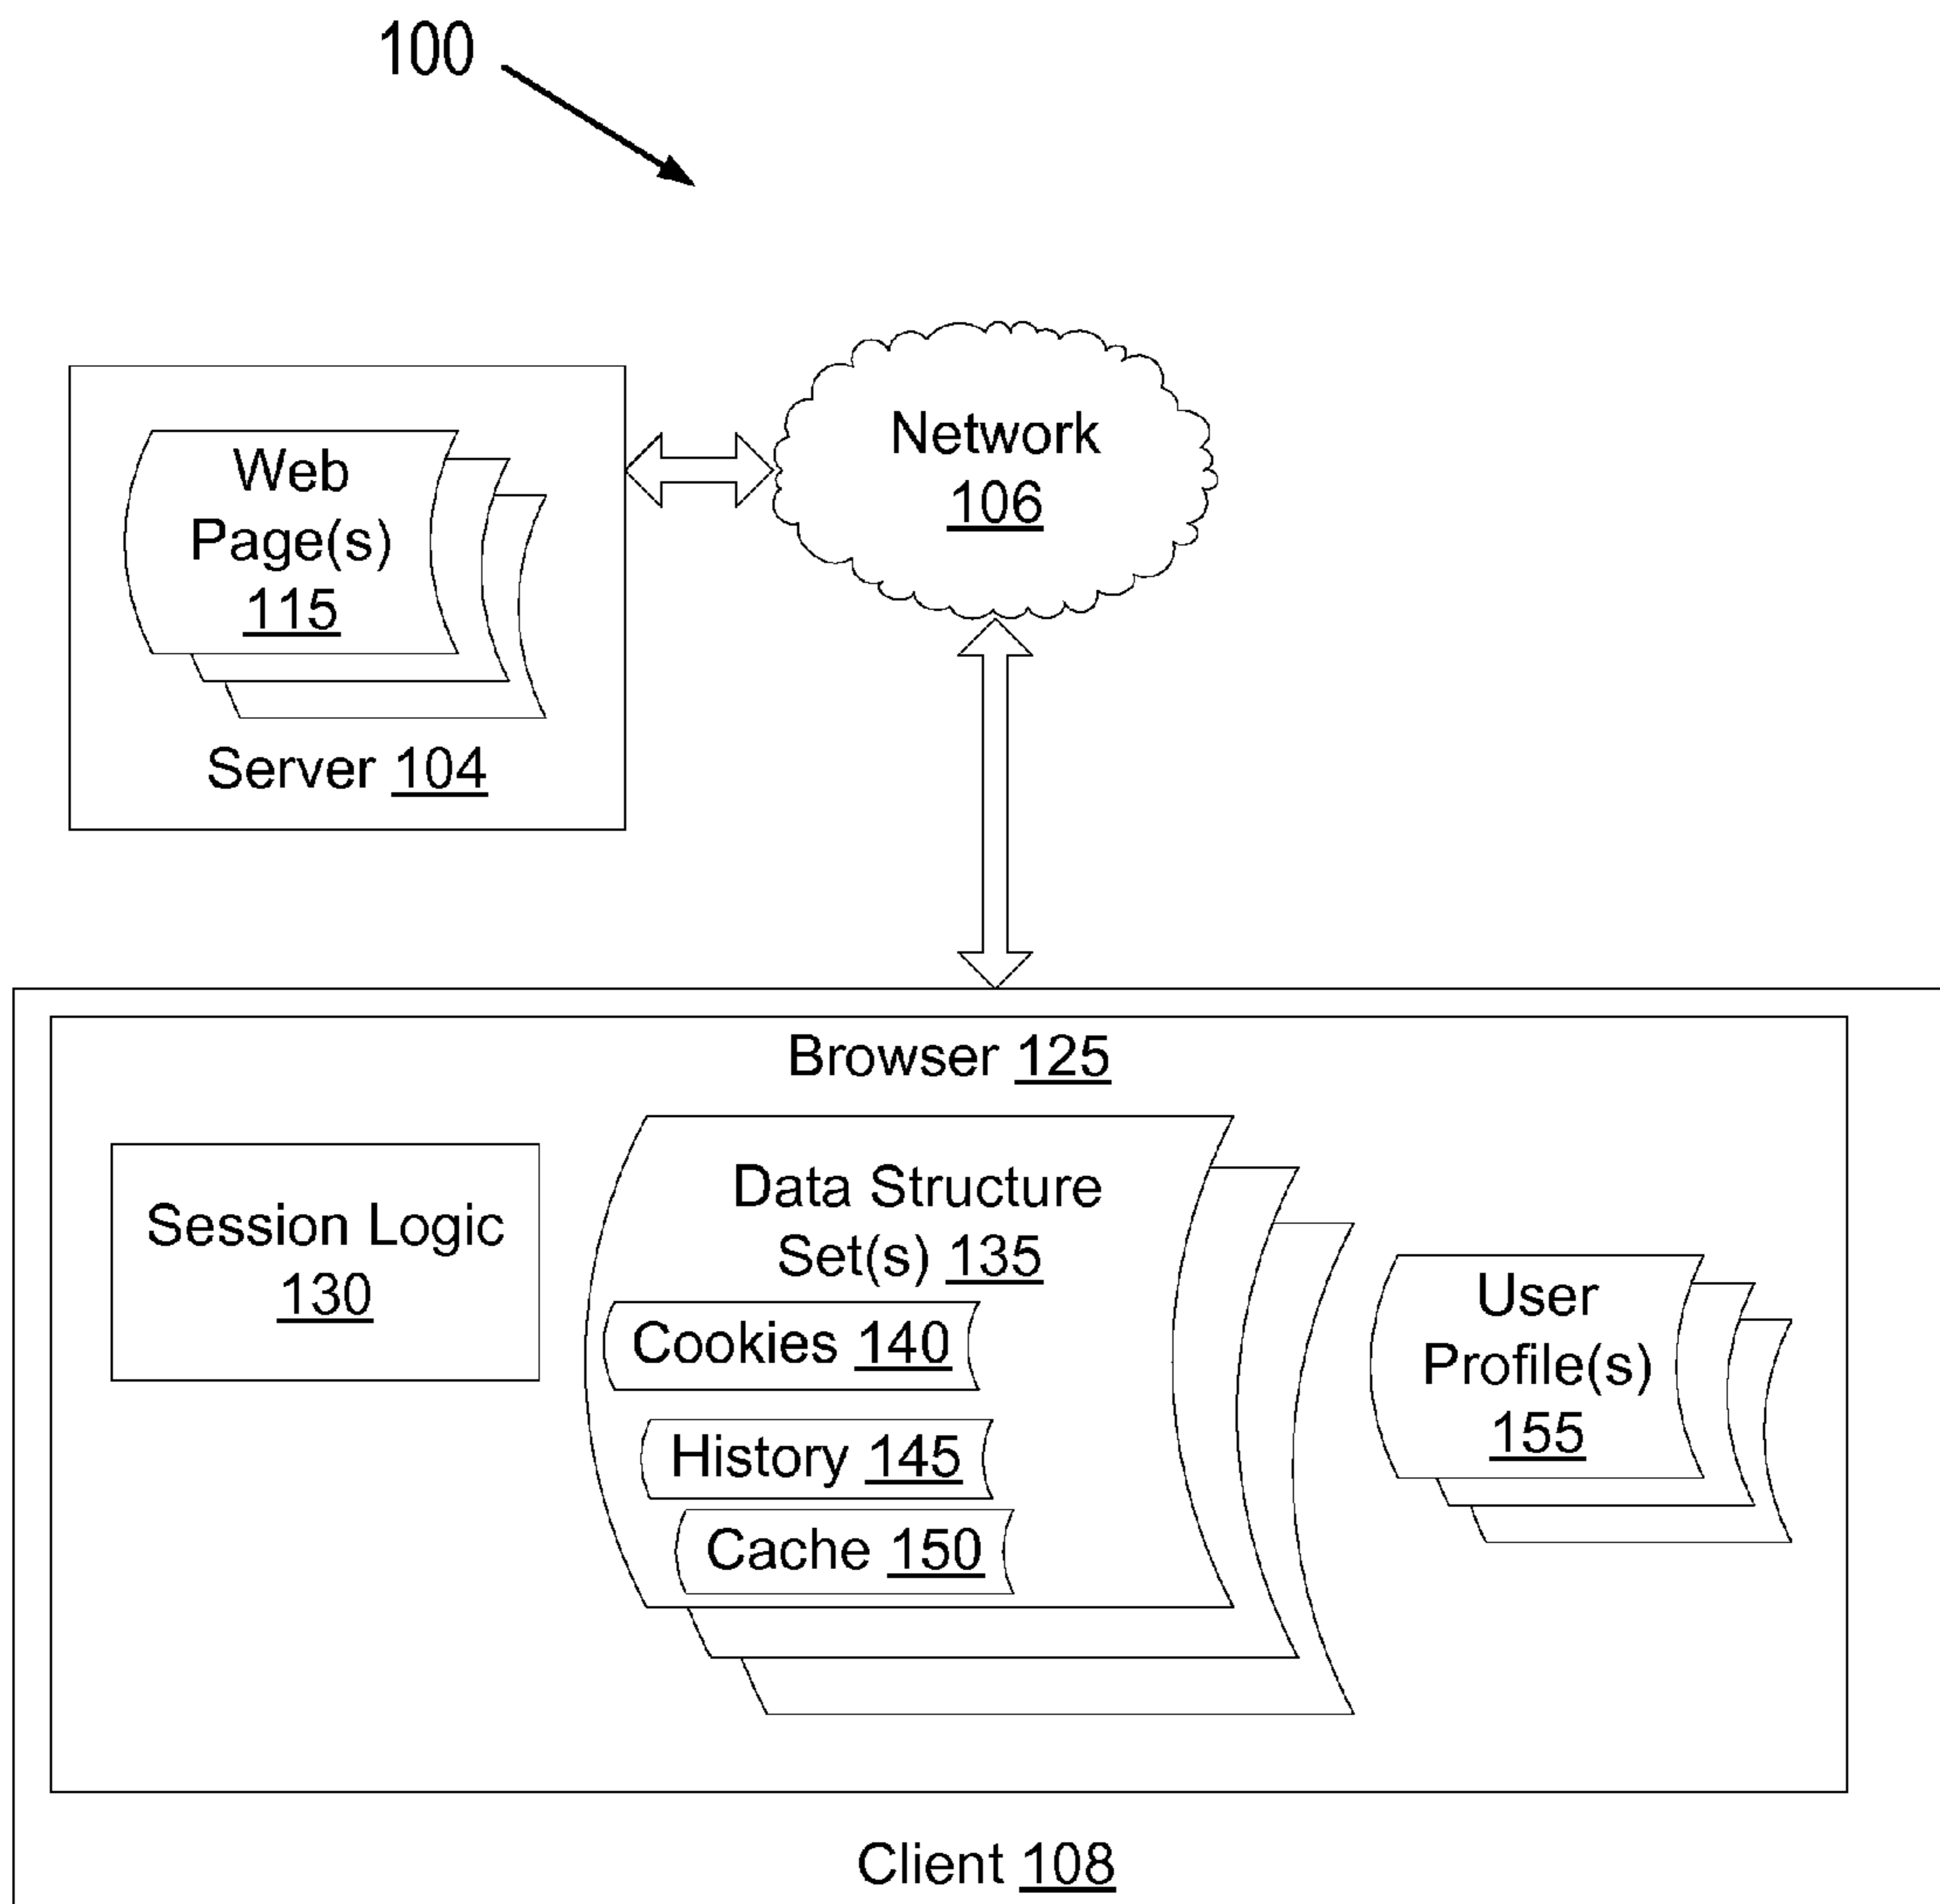 100
Network
106
Web
Page(s)
115
Server 104
Browser 125
Session Logic
130
Data Structure
Set(s) 135
Cookies 140
History 145
Cache 150
User
Profile(s)
155
Client 108